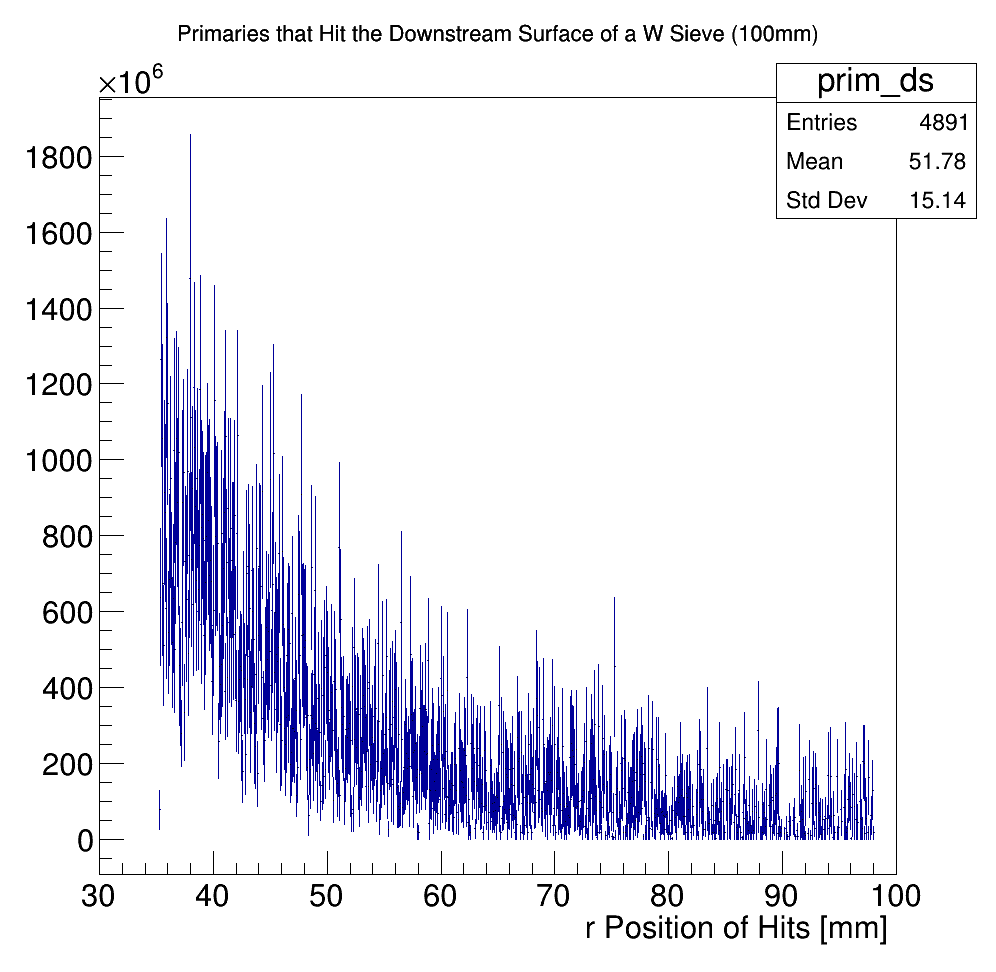 Primaries that Hit the Downstream Surface of a W Sieve (100mm)
×10⁶
prim_ds
Entries 4891
Mean 51.78
Std Dev 15.14
1800
1600
1400
1200
1000
800
600
400
200
0
30 40 50 60 70 80 90 100
r Position of Hits [mm]